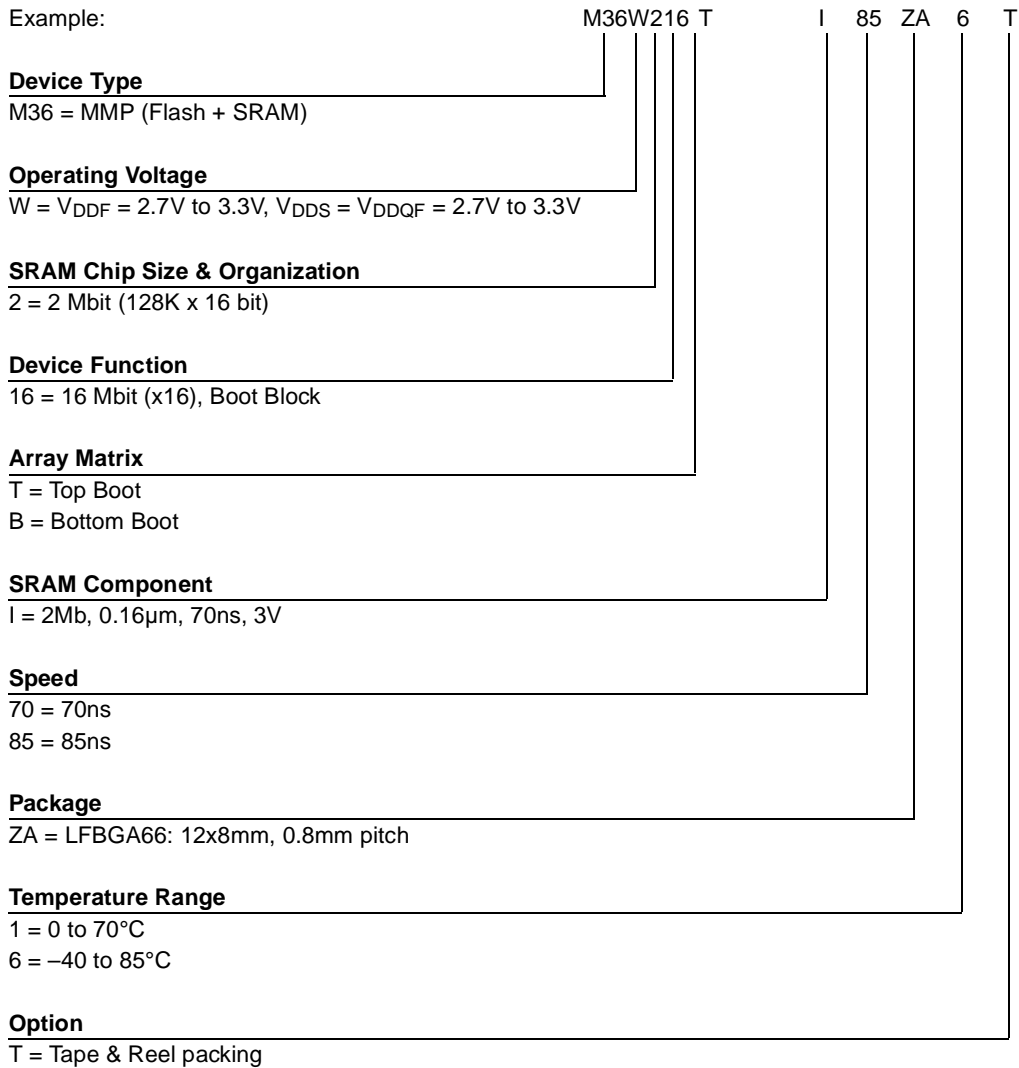 Example: M36W216 T I 85 ZA 6 T
Device Type
M36 = MMP (Flash + SRAM)
Operating Voltage
W = VDDF = 2.7V to 3.3V, VDDS = VDDQF = 2.7V to 3.3V
SRAM Chip Size & Organization
2 = 2 Mbit (128K x 16 bit)
Device Function
16 = 16 Mbit (x16), Boot Block
Array Matrix
T = Top Boot
B = Bottom Boot
SRAM Component
I = 2Mb, 0.16µm, 70ns, 3V
Speed
70 = 70ns
85 = 85ns
Package
ZA = LFBGA66: 12x8mm, 0.8mm pitch
Temperature Range
1 = 0 to 70°C
6 = –40 to 85°C
Option
T = Tape & Reel packing